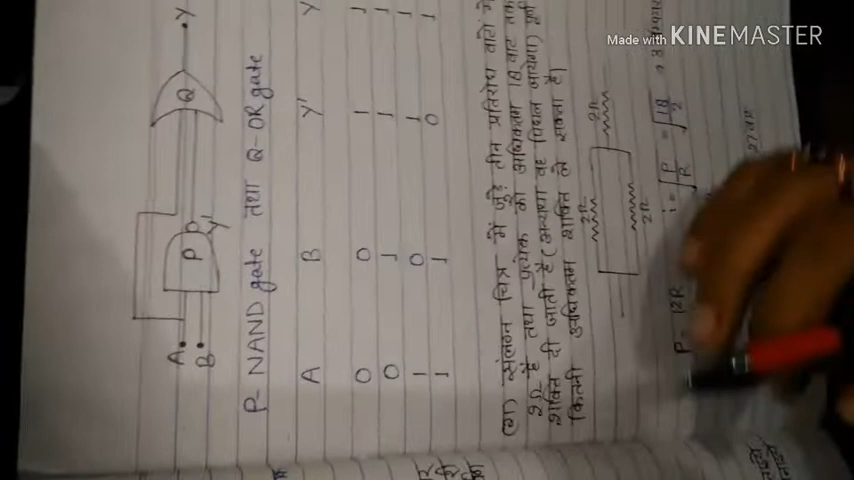 Made with KINEMASTER
A
B
P
Y'
Q
Y
P- NAND gate तथा Q-OR gate
A B Y' Y
0 0 1 1
0 1 1 1
1 0 1 1
1 1 0 1
संलग्न चित्र में जुड़े तीन प्रतिरोध
2Ω है तथा प्रत्येक को अधिकतम 18 वाट तक
शक्ति दी जाती है (अन्यथा वह पिघल जायेगा)
कितनी अधिकतम शक्ति ले सकता है।
2Ω
2Ω
2Ω
P = I²R i = √P/R = √18/2